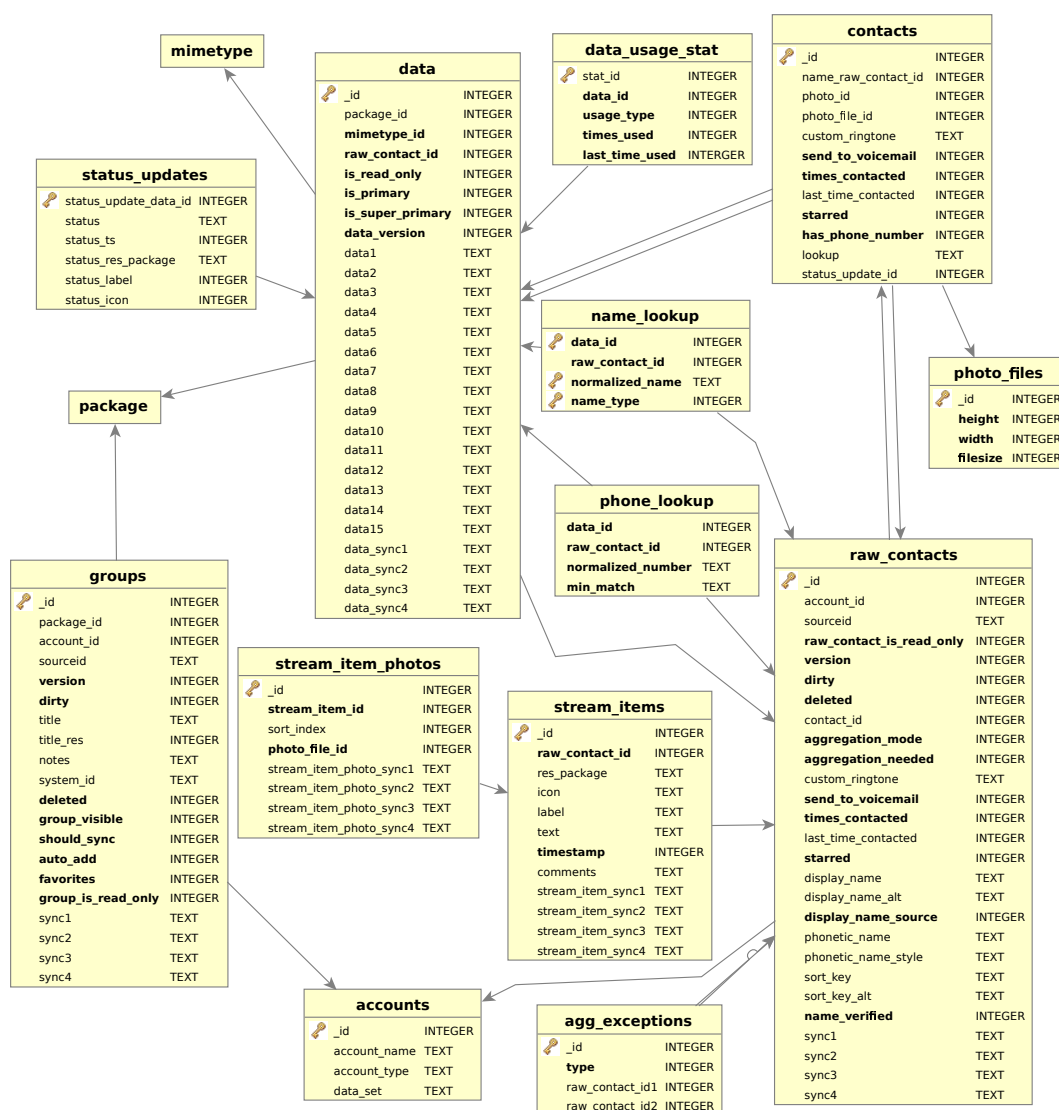 mimetype
data
_id INTEGER
package_id INTEGER
mimetype_id INTEGER
raw_contact_id INTEGER
is_read_only INTEGER
is_primary INTEGER
is_super_primary INTEGER
data_version INTEGER
data1 TEXT
data2 TEXT
data3 TEXT
data4 TEXT
data5 TEXT
data6 TEXT
data7 TEXT
data8 TEXT
data9 TEXT
data10 TEXT
data11 TEXT
data12 TEXT
data13 TEXT
data14 TEXT
data15 TEXT
data_sync1 TEXT
data_sync2 TEXT
data_sync3 TEXT
data_sync4 TEXT
data_usage_stat
stat_id INTEGER
data_id INTEGER
usage_type INTEGER
times_used INTEGER
last_time_used INTERGER
contacts
_id INTEGER
name_raw_contact_id INTEGER
photo_id INTEGER
photo_file_id INTEGER
custom_ringtone TEXT
send_to_voicemail INTEGER
times_contacted INTEGER
last_time_contacted INTEGER
starred INTEGER
has_phone_number INTEGER
lookup TEXT
status_update_id INTEGER
status_updates
status_update_data_id INTEGER
status TEXT
status_ts INTEGER
status_res_package TEXT
status_label INTEGER
status_icon INTEGER
name_lookup
data_id INTEGER
raw_contact_id INTEGER
normalized_name TEXT
name_type INTEGER
photo_files
_id INTEGER
height INTEGER
width INTEGER
filesize INTEGER
package
phone_lookup
data_id INTEGER
raw_contact_id INTEGER
normalized_number TEXT
min_match TEXT
raw_contacts
_id INTEGER
account_id INTEGER
sourceid TEXT
raw_contact_is_read_only INTEGER
version INTEGER
dirty INTEGER
deleted INTEGER
contact_id INTEGER
aggregation_mode INTEGER
aggregation_needed INTEGER
custom_ringtone TEXT
send_to_voicemail INTEGER
times_contacted INTEGER
last_time_contacted INTEGER
starred INTEGER
display_name TEXT
display_name_alt TEXT
display_name_source INTEGER
phonetic_name TEXT
phonetic_name_style TEXT
sort_key TEXT
sort_key_alt TEXT
name_verified INTEGER
sync1 TEXT
sync2 TEXT
sync3 TEXT
sync4 TEXT
groups
_id INTEGER
package_id INTEGER
account_id INTEGER
sourceid TEXT
version INTEGER
dirty INTEGER
title TEXT
title_res INTEGER
notes TEXT
system_id TEXT
deleted INTEGER
group_visible INTEGER
should_sync INTEGER
auto_add INTEGER
favorites INTEGER
group_is_read_only INTEGER
sync1 TEXT
sync2 TEXT
sync3 TEXT
sync4 TEXT
stream_item_photos
_id INTEGER
stream_item_id INTEGER
sort_index INTEGER
photo_file_id INTEGER
stream_item_photo_sync1 TEXT
stream_item_photo_sync2 TEXT
stream_item_photo_sync3 TEXT
stream_item_photo_sync4 TEXT
stream_items
_id INTEGER
raw_contact_id INTEGER
res_package TEXT
icon TEXT
label TEXT
text TEXT
timestamp INTEGER
comments TEXT
stream_item_sync1 TEXT
stream_item_sync2 TEXT
stream_item_sync3 TEXT
stream_item_sync4 TEXT
accounts
_id INTEGER
account_name TEXT
account_type TEXT
data_set TEXT
agg_exceptions
_id INTEGER
type INTEGER
raw_contact_id1 INTEGER
raw_contact_id2 INTEGER